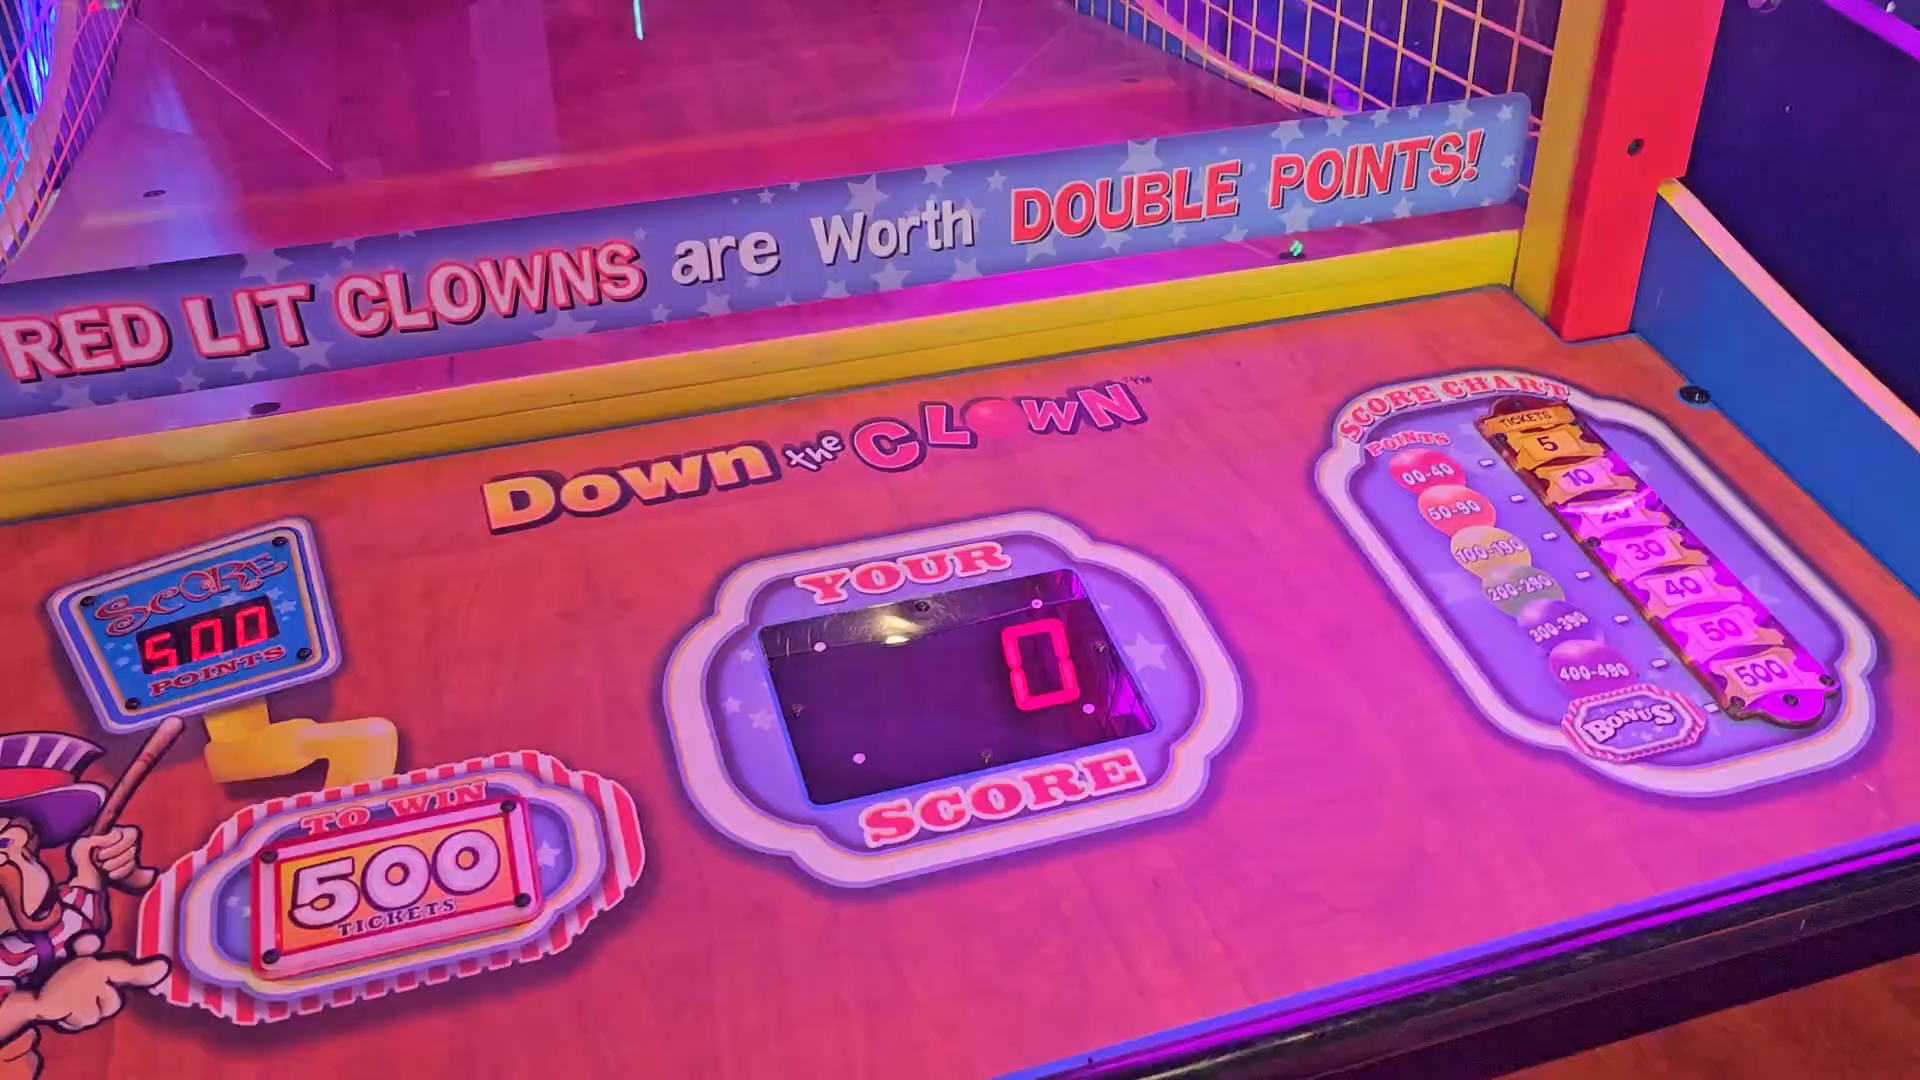 RED LIT CLOWNS are Worth DOUBLE POINTS!
Down the CLOWN™
SCORE
500
POINTS
TO WIN
500
TICKETS
YOUR
0
SCORE
SCORE CHART
POINTS TICKETS
00-40 5
50-90 10
100-190 20
200-290 30
300-390 40
400-490 50
BONUS 500